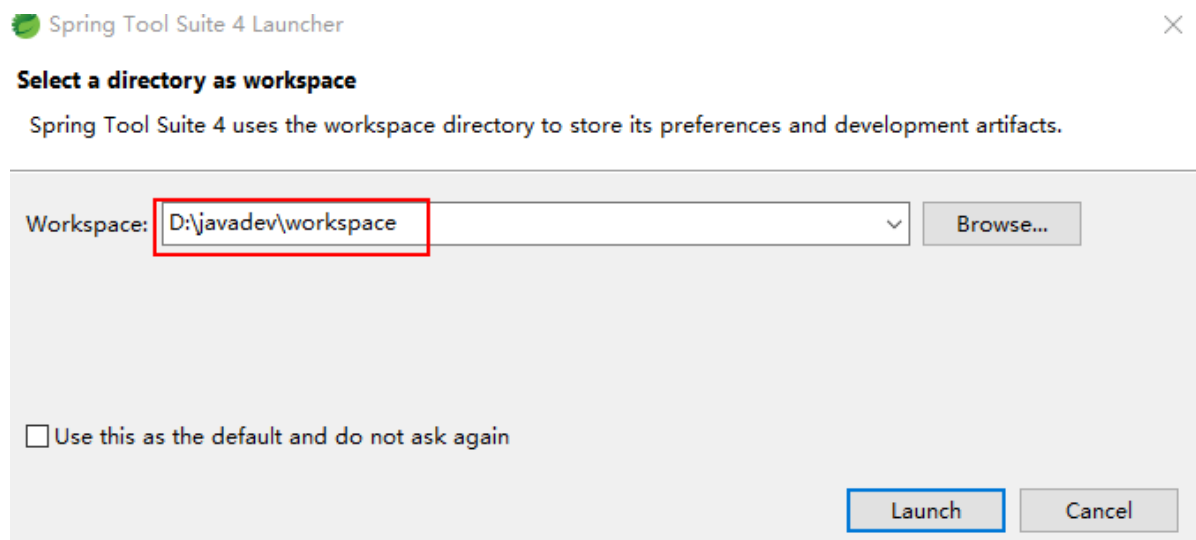 Spring Tool Suite 4 Launcher
Select a directory as workspace
Spring Tool Suite 4 uses the workspace directory to store its preferences and development artifacts.
Workspace: D:\javadev\workspace Browse...
Use this as the default and do not ask again
Launch Cancel